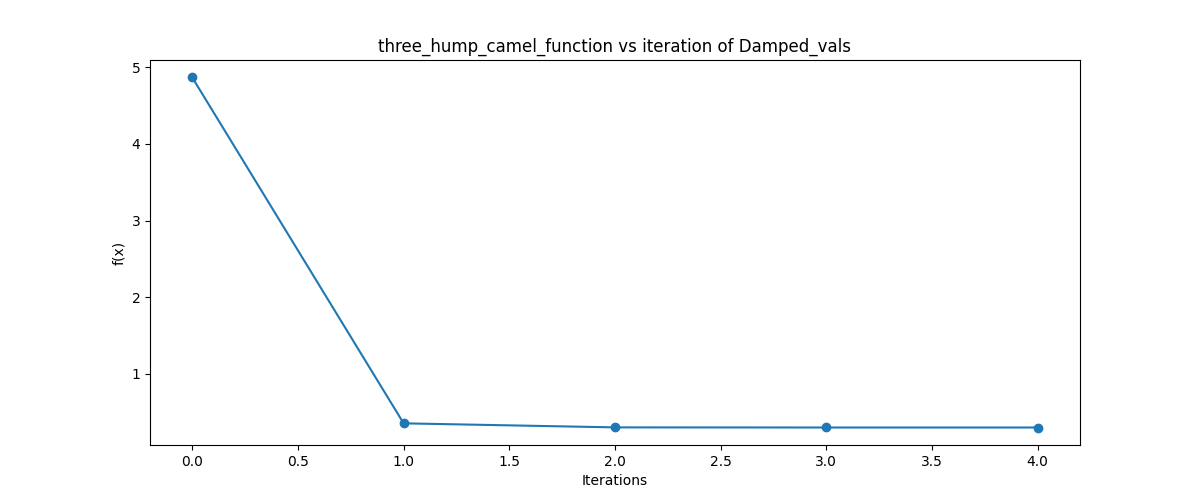 three_hump_camel_function vs iteration of Damped_vals
5
4
3
2
1
f(x)
0.0 0.5 1.0 1.5 2.0 2.5 3.0 3.5 4.0
Iterations